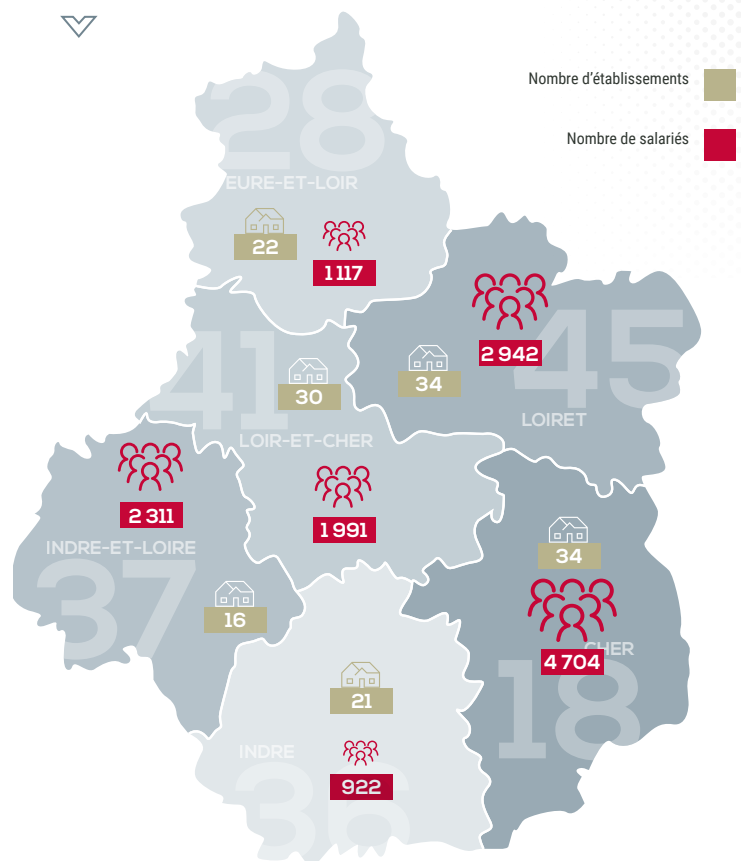 Nombre d'établissements
Nombre de salariés
28
EURE-ET-LOIR
22
1 117
45
2 942
34
LOIRET
41
30
LOIR-ET-CHER
1 991
2 311
INDRE-ET-LOIRE
37
16
34
CHER
4 704
18
21
INDRE
36
922